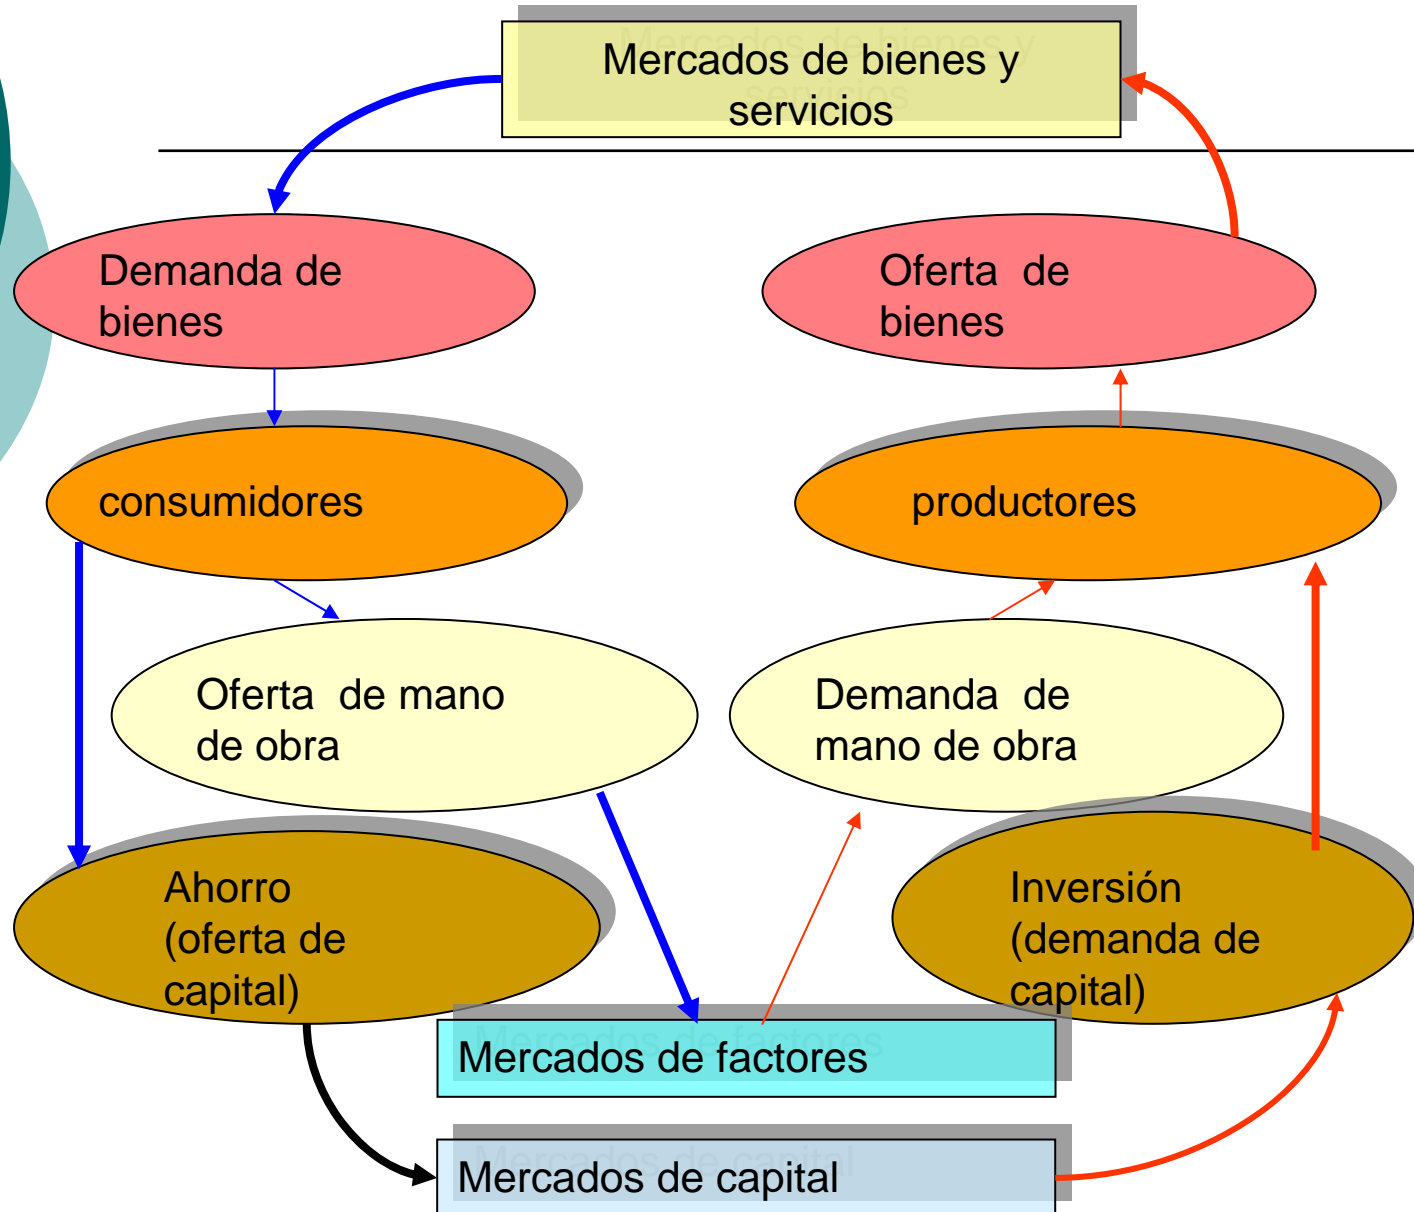 Mercados de bienes y
servicios
Demanda de
bienes
Oferta de
bienes
consumidores
productores
Oferta de mano
de obra
Demanda de
mano de obra
Ahorro
(oferta de
capital)
Inversión
(demanda de
capital)
Mercados de factores
Mercados de capital